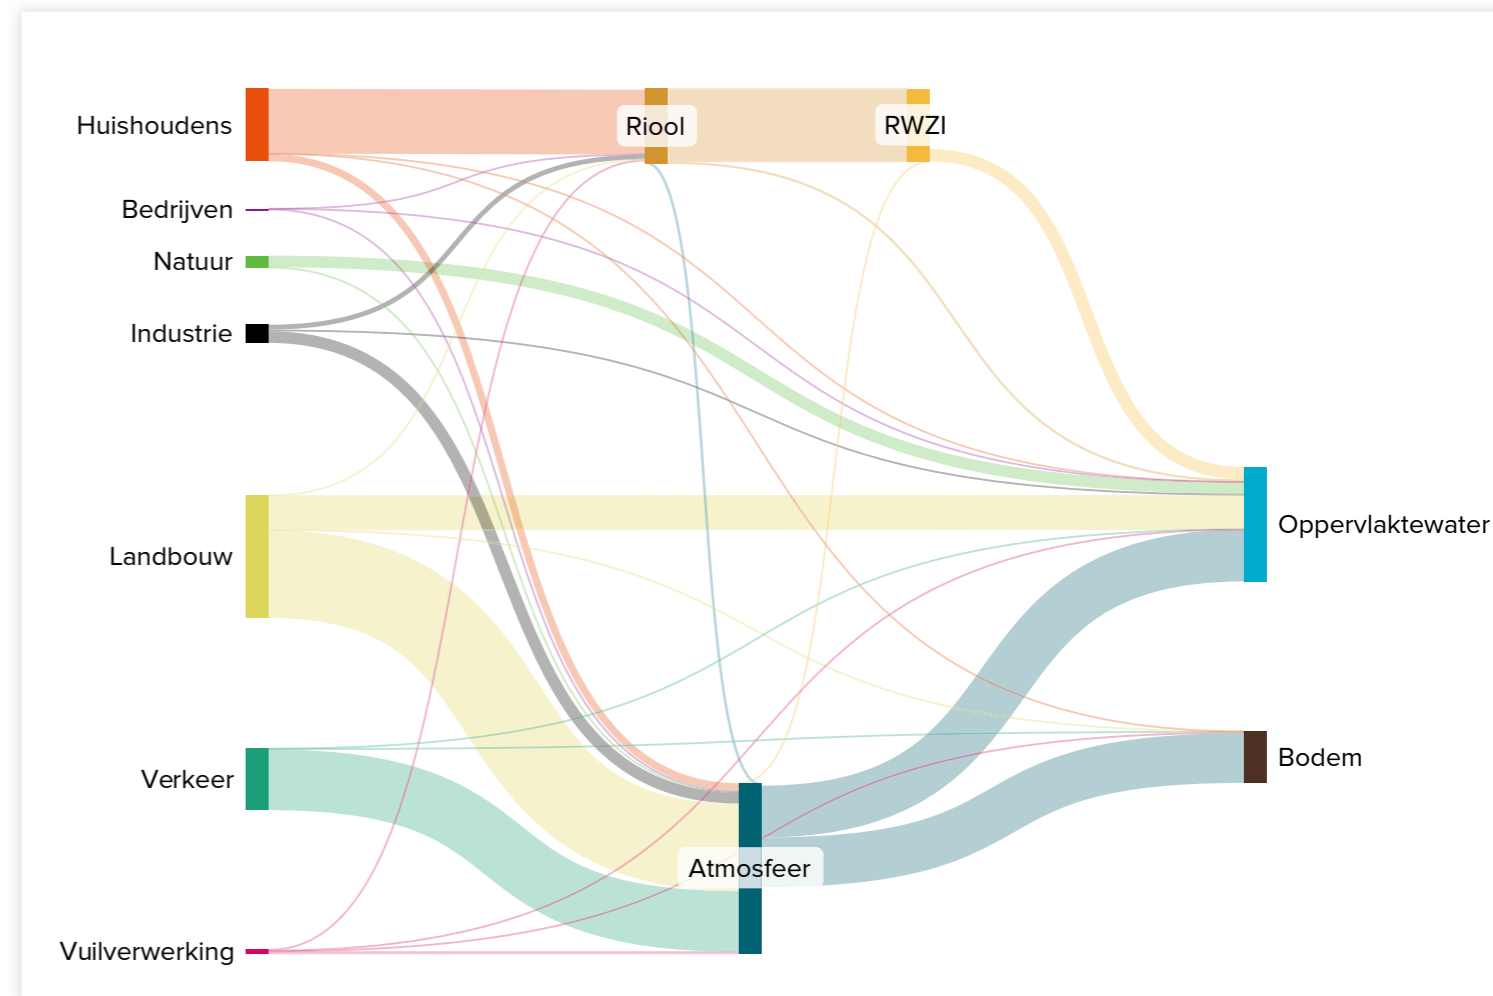 Huishoudens
Riool
RWZI
Bedrijven
Natuur
Industrie
Oppervlaktewater
Landbouw
Bodem
Verkeer
Atmosfeer
Vuilverwerking